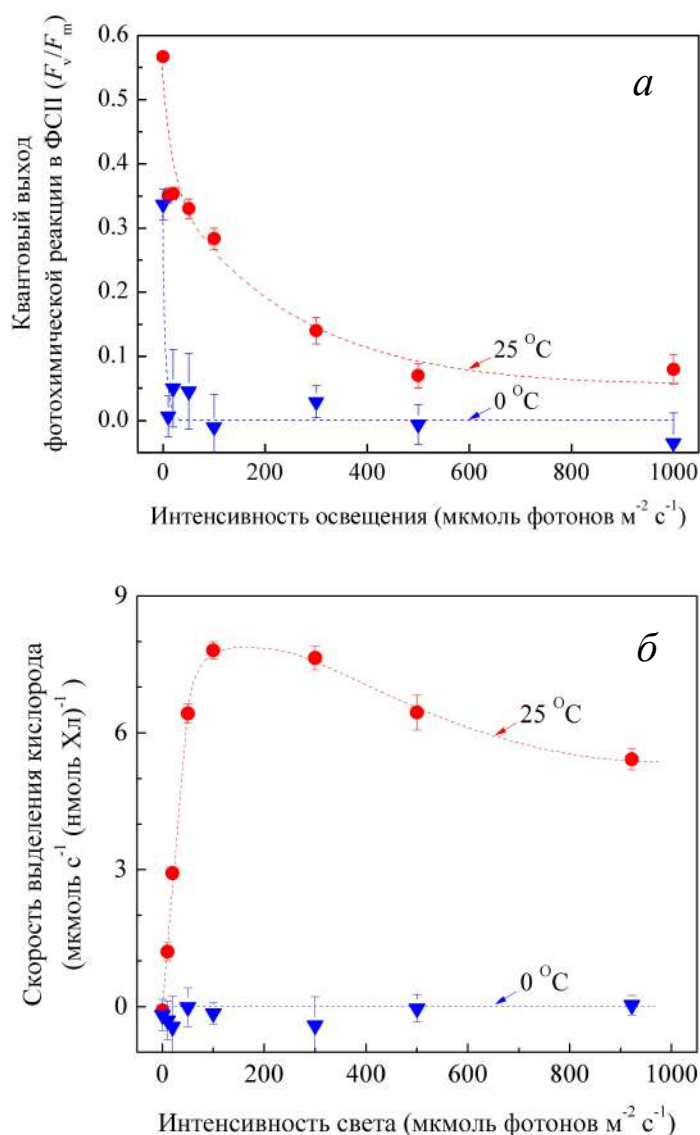 Квантовый выход
фотохимической реакции в ФСII (Fv/Fm)
0.6
0.5
0.4
0.3
0.2
0.1
0.0
а
25 °C
0 °C
0 200 400 600 800 1000
Интенсивность освещения (мкмоль фотонов м⁻² с⁻¹)
Скорость выделения кислорода
(мкмоль с⁻¹ (нмоль Хл)⁻¹
9
6
3
0
б
25 °C
0 °C
0 200 400 600 800 1000
Интенсивность света (мкмоль фотонов м⁻² с⁻¹)